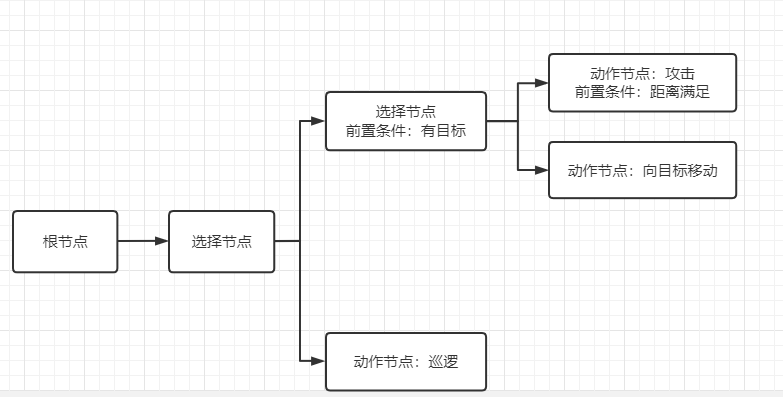 根节点
选择节点
选择节点
前置条件：有目标
动作节点：攻击
前置条件：距离满足
动作节点：向目标移动
动作节点：巡逻